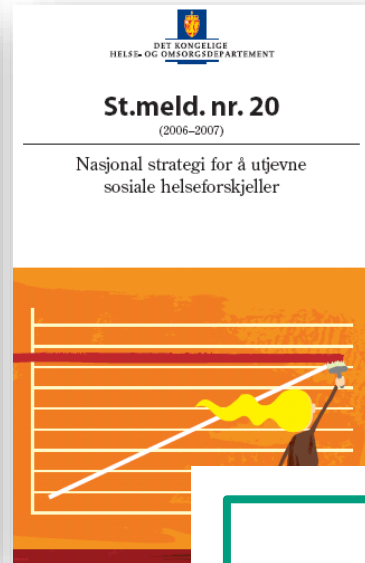 DET KONGELIGE
HELSE- OG OMSORGSDEPARTEMENT
St.meld. nr. 20
(2006–2007)
Nasjonal strategi for å utjevne
sosiale helseforskjeller